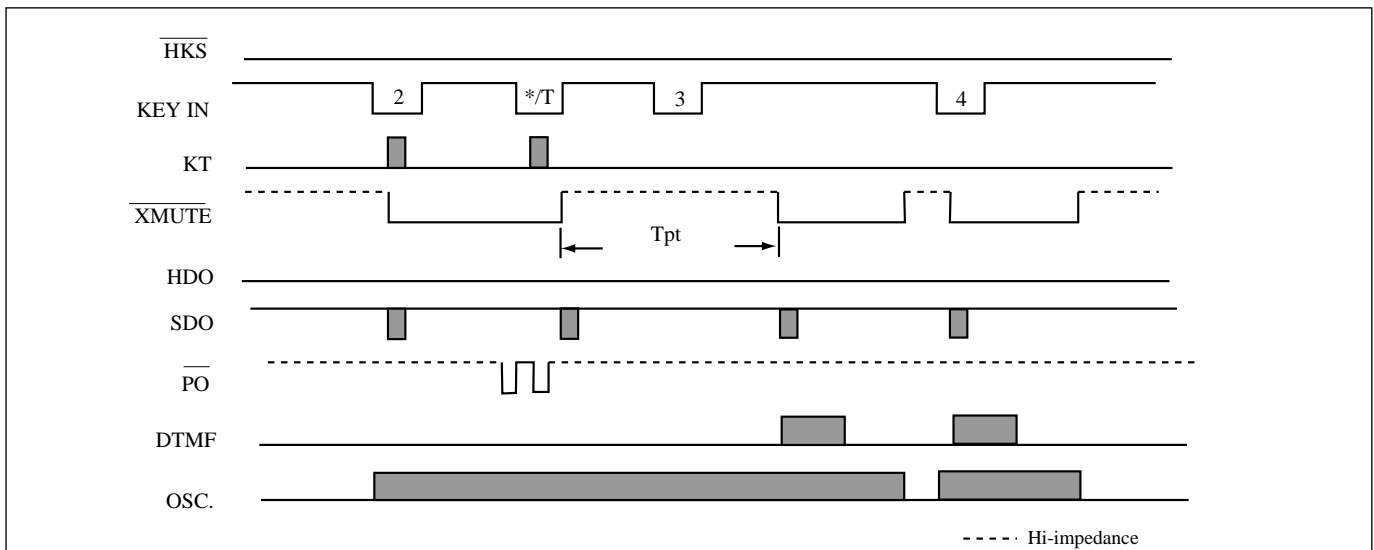 HKS
KEY IN 2 */T 3 4
KT
XMUTE
Tpt
HDO
SDO
PO
DTMF
OSC.
Hi-impedance